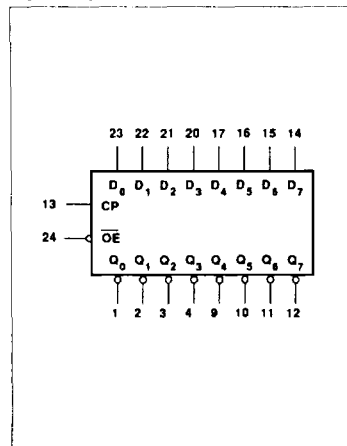 23 22 21 20 17 16 15 14
D₀ D₁ D₂ D₃ D₄ D₅ D₆ D₇
13 CP
24 O̅E̅
Q₀ Q₁ Q₂ Q₃ Q₄ Q₅ Q₆ Q₇
1 2 3 4 9 10 11 12